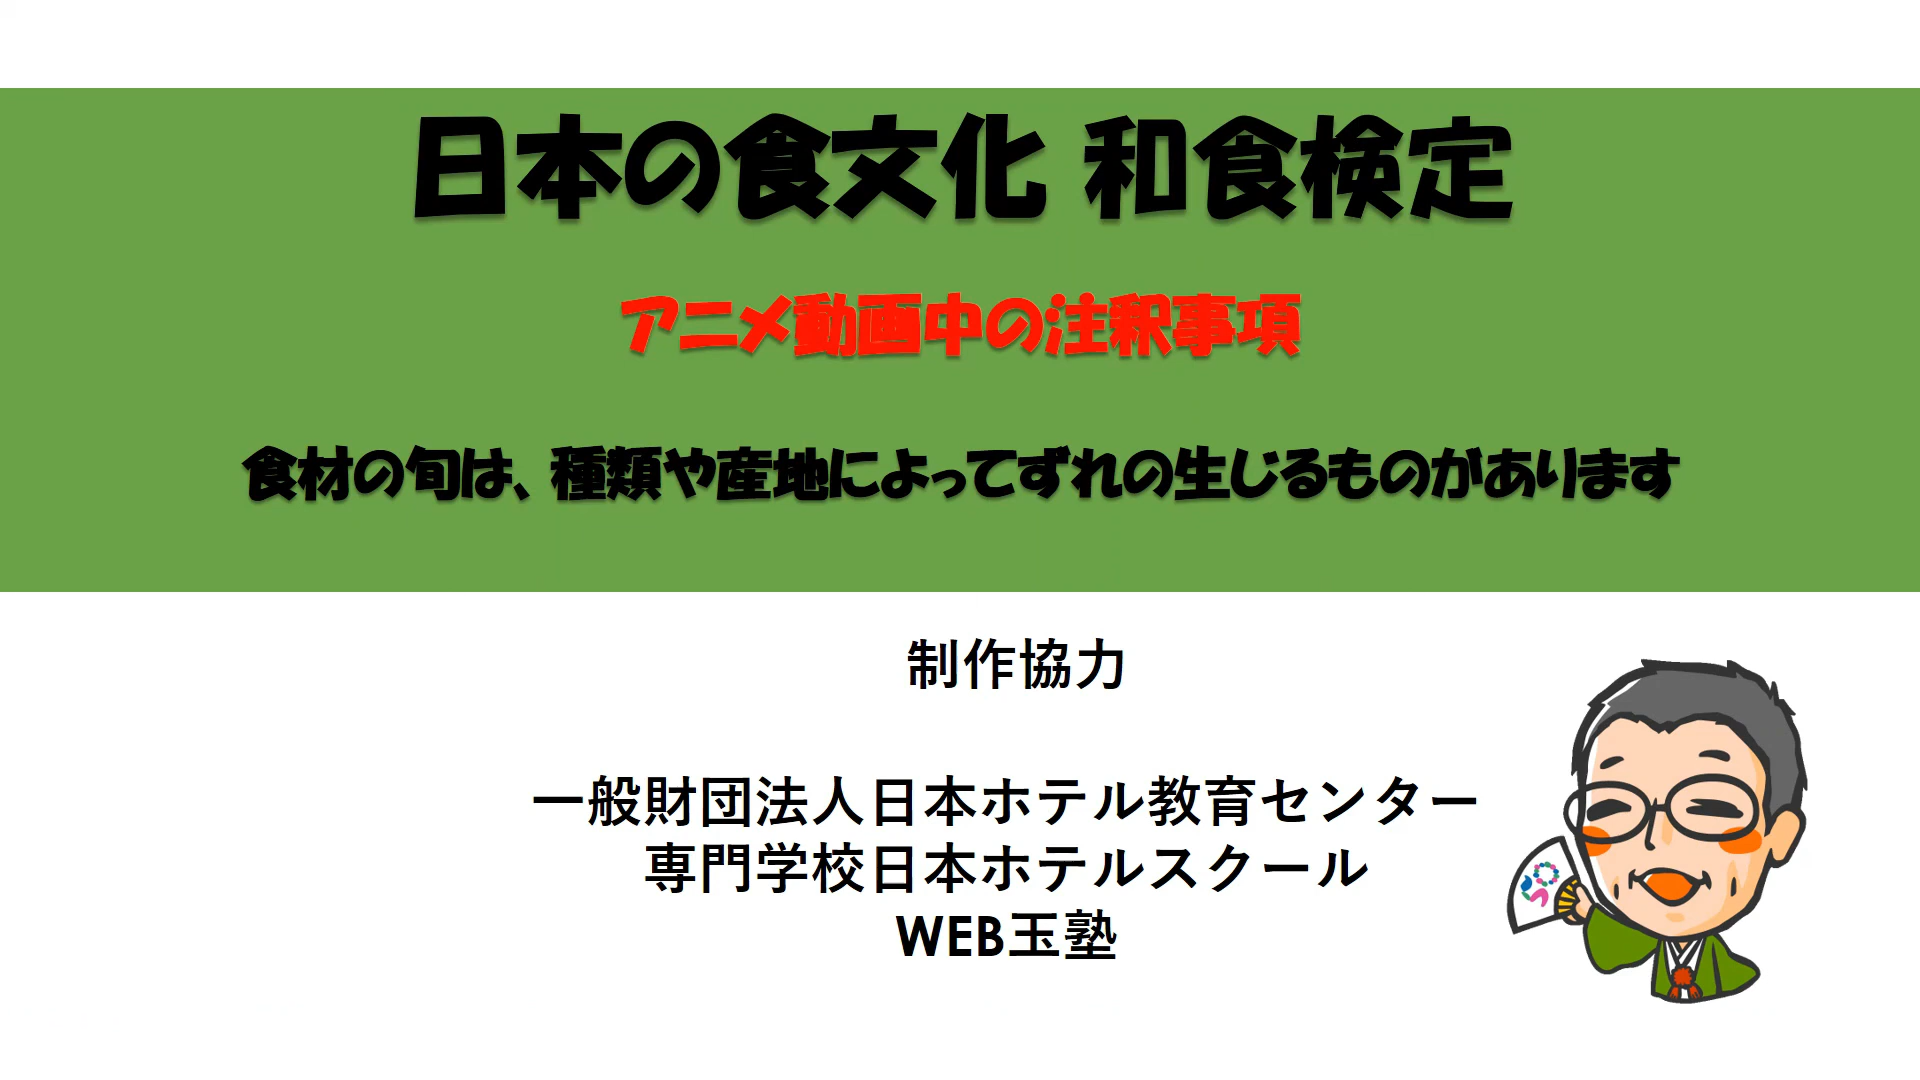 日本の食文化 和食検定
アニメ動画中の注釈事項
食材の旬は、種類や産地によってずれの生じるものがあります
制作協力
一般財団法人日本ホテル教育センター
専門学校日本ホテルスクール
WEB玉塾